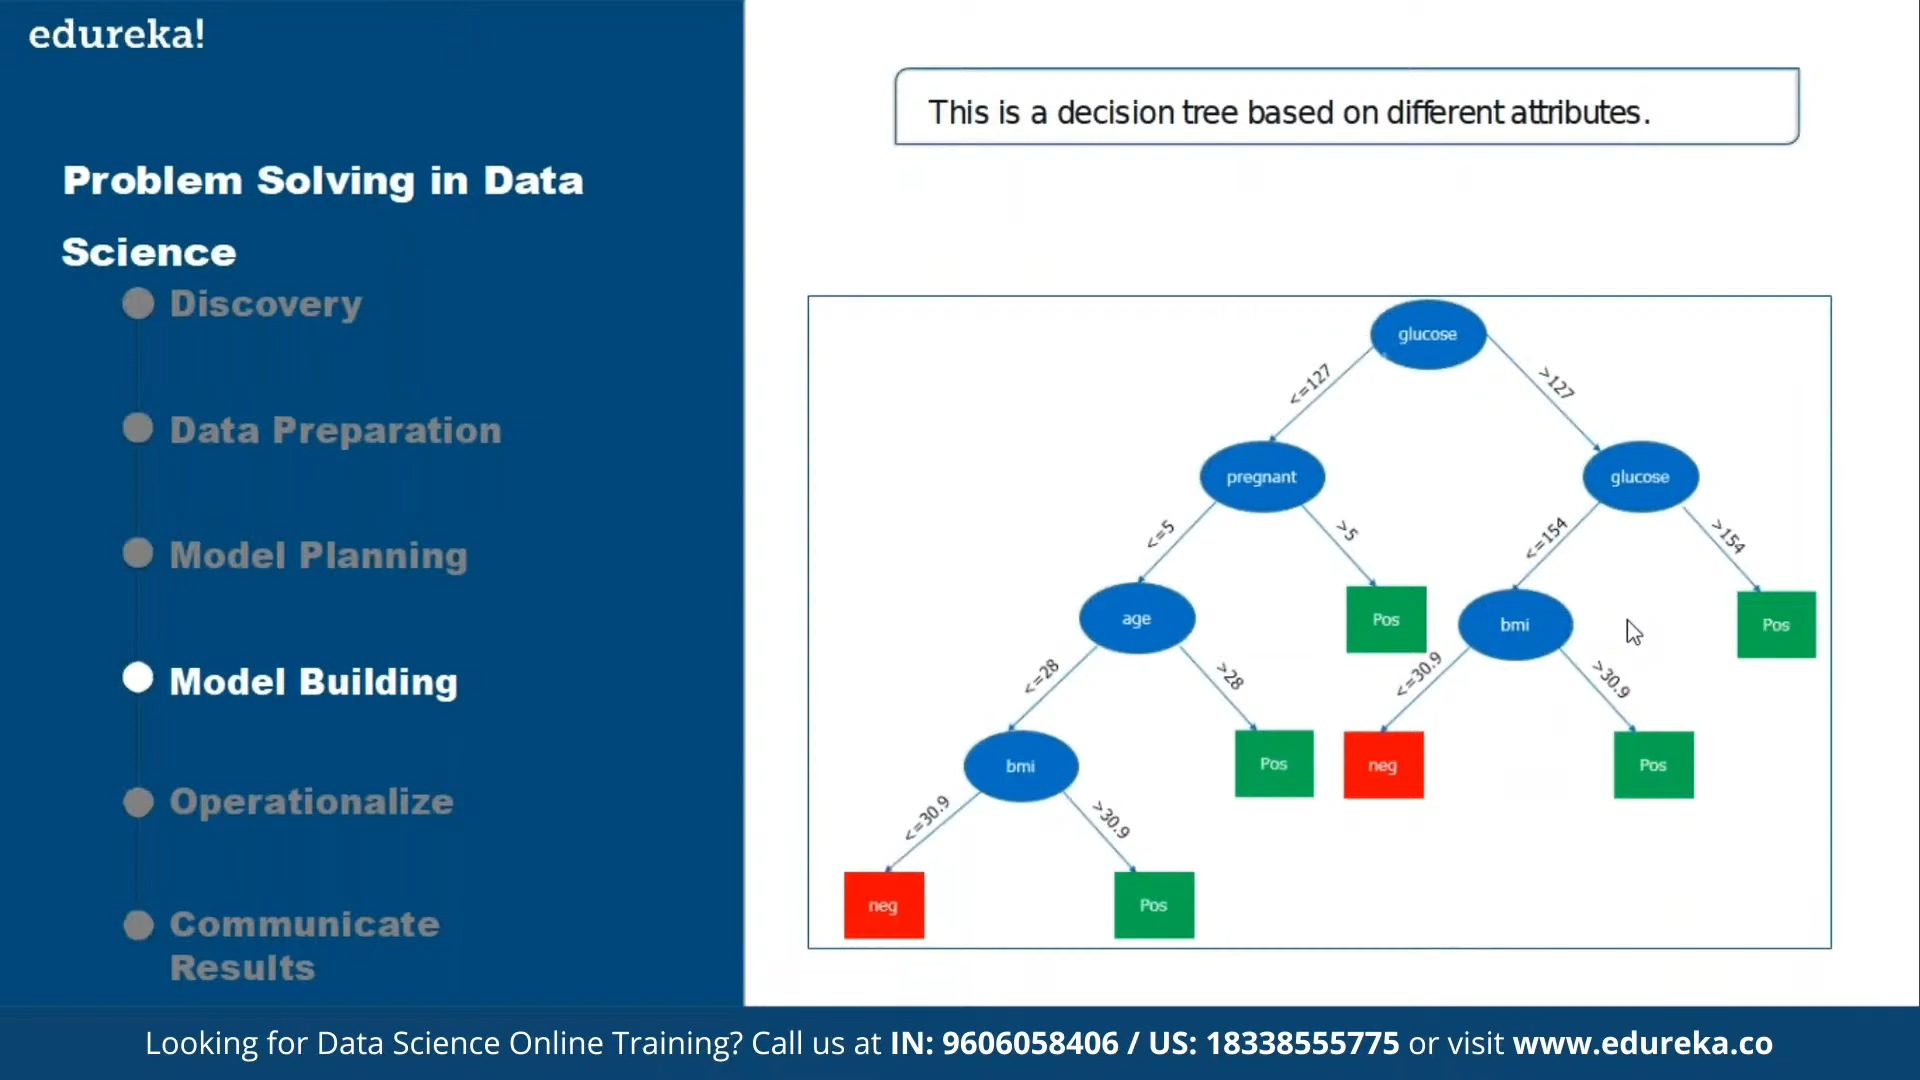 edureka!
Problem Solving in Data
Science
Discovery
Data Preparation
Model Planning
Model Building
Operationalize
Communicate
Results
This is a decision tree based on different attributes.
glucose
<=127
>127
pregnant
glucose
<=5
>5
<=154
>154
age
Pos
bmi
Pos
<=28
>28
<=30.9
>30.9
bmi
Pos
neg
Pos
<=30.9
>30.9
neg
Pos
Looking for Data Science Online Training? Call us at IN: 9606058406 / US: 18338555775 or visit www.edureka.co